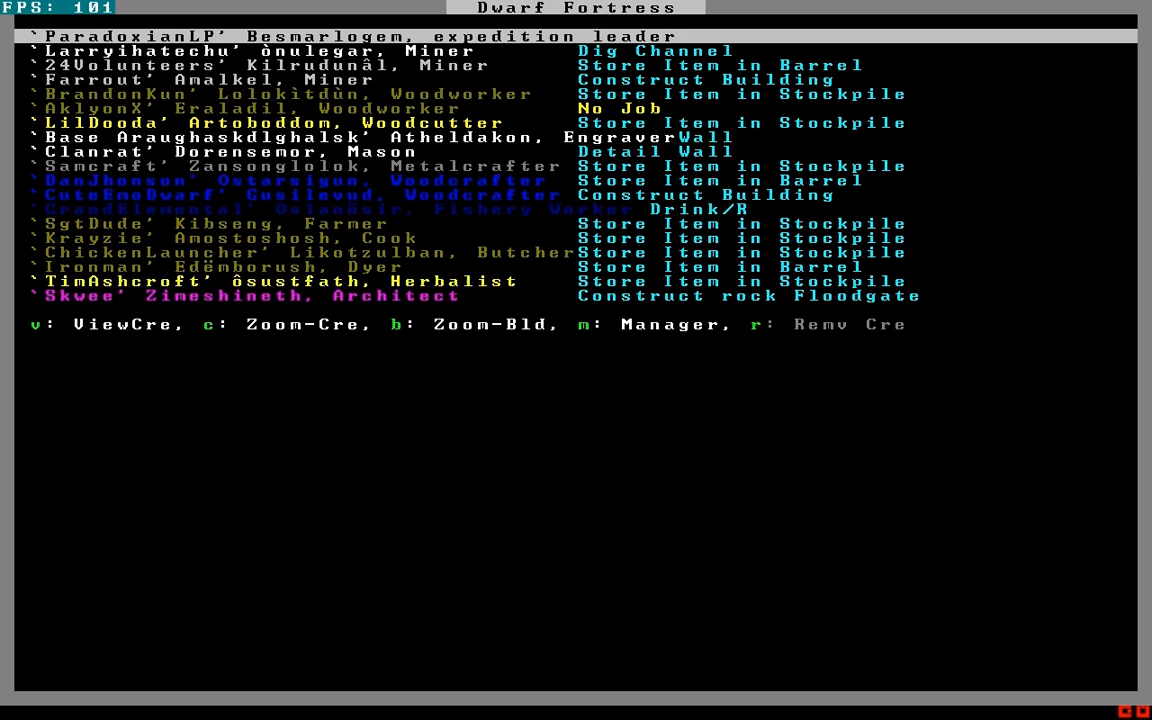 FPS: 101
Dwarf Fortress
`ParadoxianLP' Besmarlogem, expedition leader
`Larryihatechu' ònulegar, Miner Dig Channel
`24Volunteers' Kilrudunâl, Miner Store Item in Barrel
`Farrout' Amalkel, Miner Construct Building
`BrandonKun' Lolokìtdùn, Woodworker Store Item in Stockpile
`AklyonX' Eraladil, Woodworker No Job
`LilDooda' Artoboddom, Woodcutter Store Item in Stockpile
`Base Araughaskdlghalsk' Atheldakon, EngraverWall
`Clanrat' Dorensemor, Mason Detail Wall
`Samcraft' Zansonglolok, Metalcrafter Store Item in Stockpile
`DanJhonson' Ostarsigun, Woodcrafter Store Item in Barrel
`CuteEmoDwarf' Gusilevud, Woodcrafter Construct Building
`GrandElemental' Oslanäsir, Fishery Worker Drink/R
`SgtDude' Kibseng, Farmer Store Item in Stockpile
`Krayzie' Amostoshosh, Cook Store Item in Stockpile
`ChickenLauncher' Likotzulban, ButcherStore Item in Stockpile
`Ironman' Edëmborush, Dyer Store Item in Barrel
`TimAshcroft' ôsustfath, Herbalist Store Item in Stockpile
`Skwee' Zimeshineth, Architect Construct rock Floodgate
v: ViewCre, c: Zoom-Cre, b: Zoom-Bld, m: Manager, r: Remv Cre